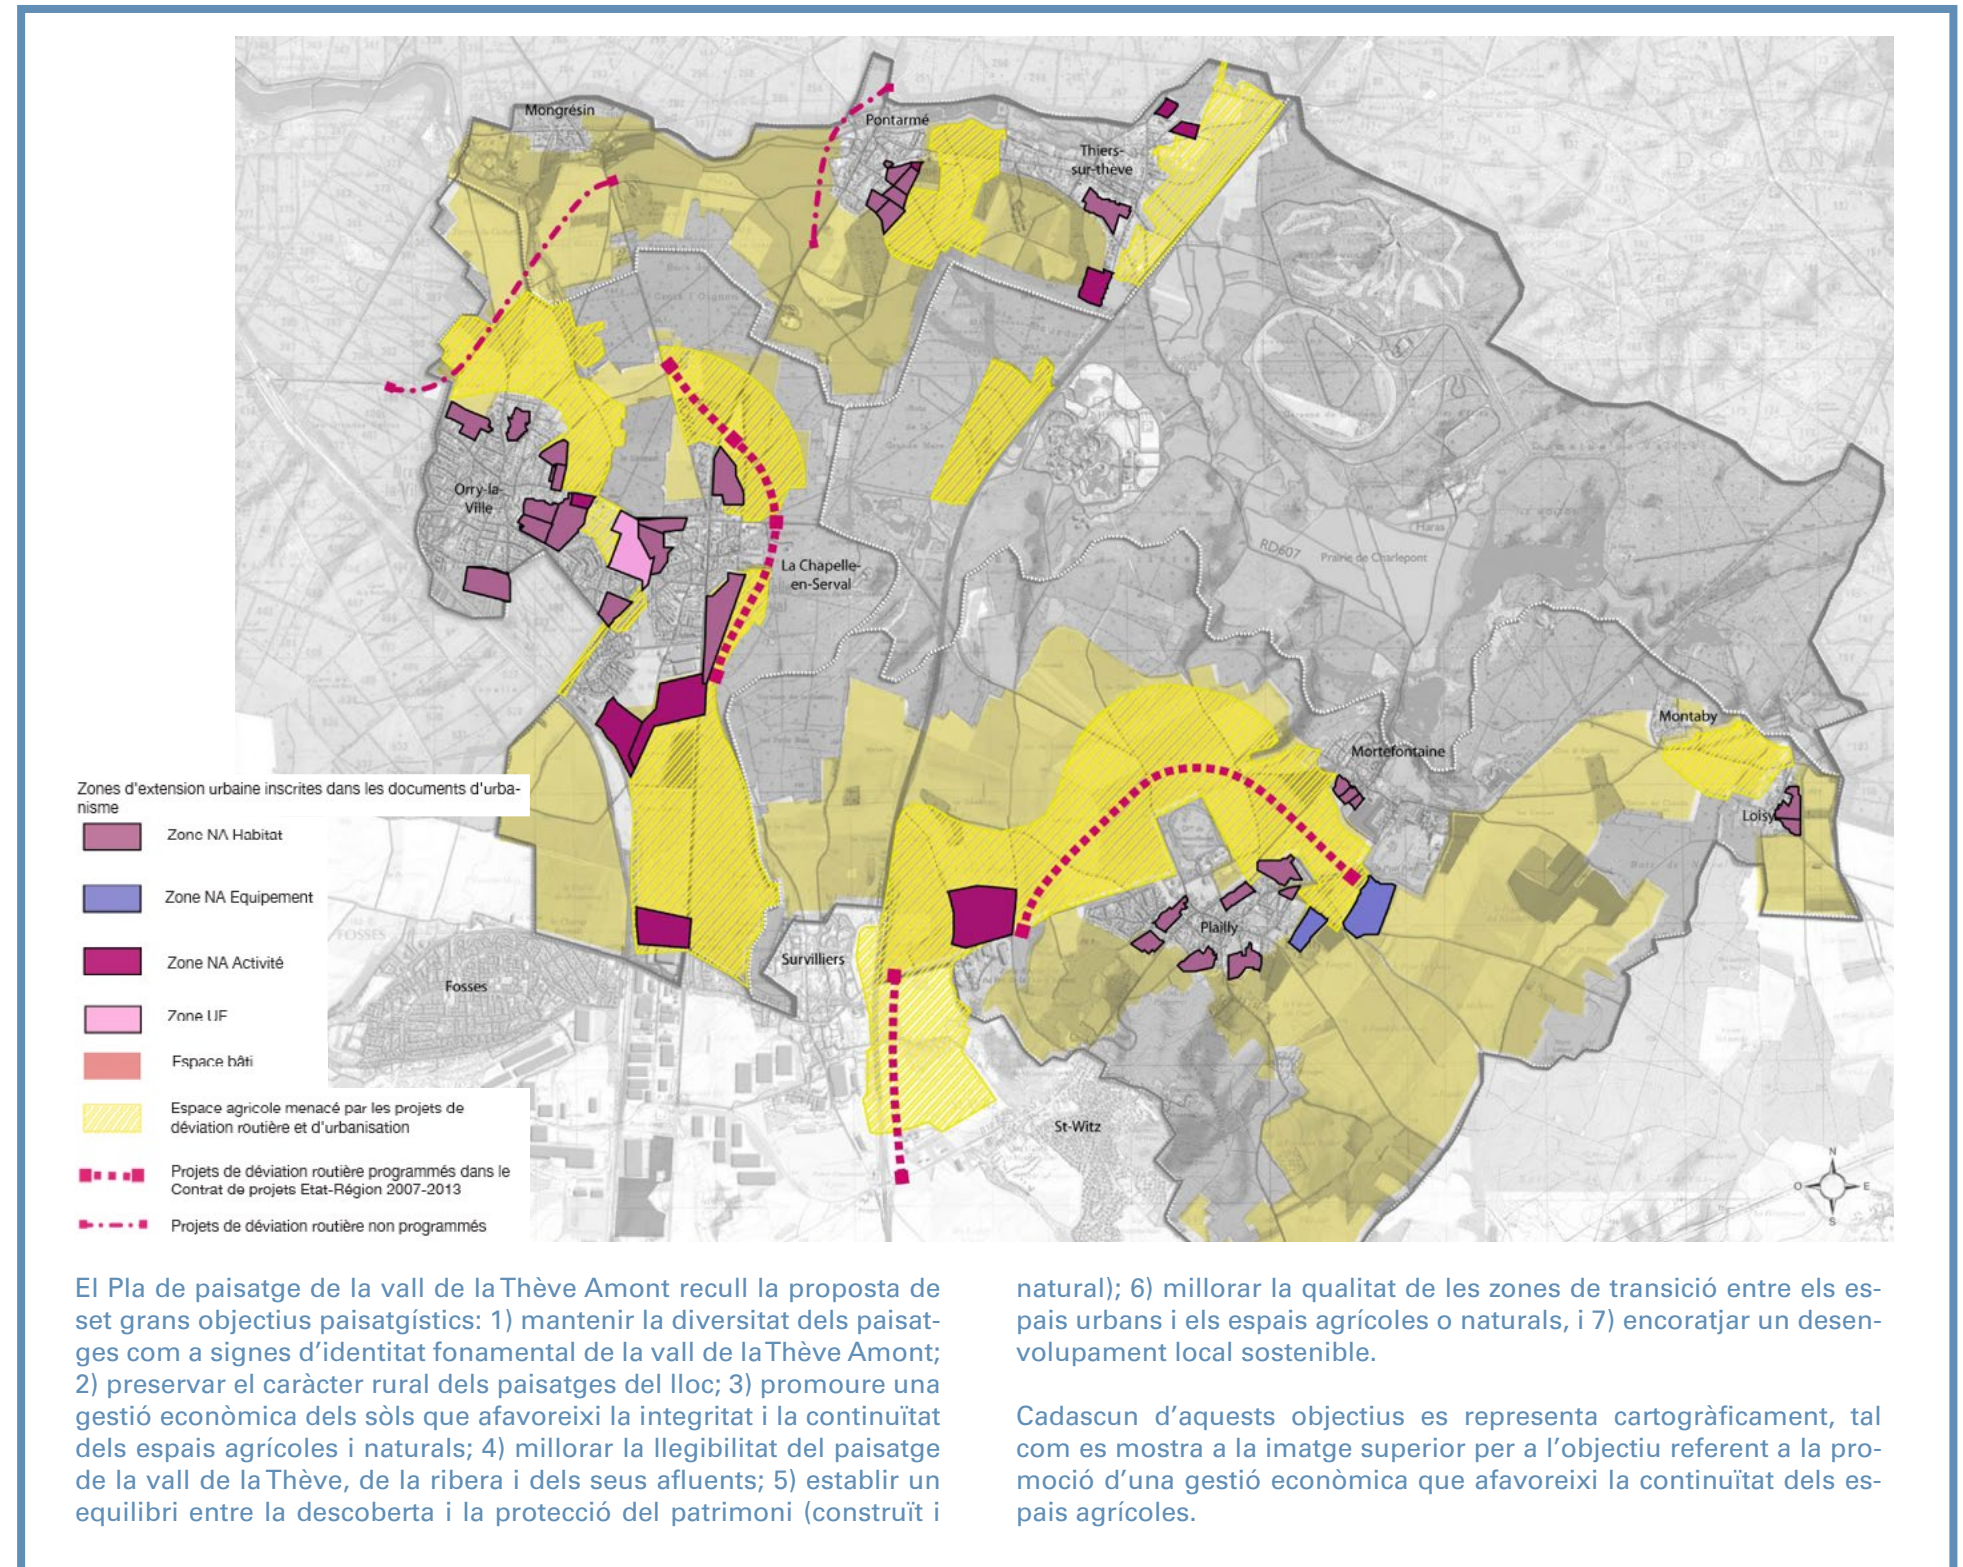 Mongrésin
Pontarmé
Thiers-
sur-thève
Orry-la-
Ville
La Chapelle-
en-Serval
RD607
Prairie de Charlepont
Haras
Montaby
Mortefontaine
Loisy
Plailly
Survilliers
FOSSES
Fosses
St-Witz
N
O
E
S
Zones d'extension urbaine inscrites dans les documents d'urba-
nisme
Zone NA Habitat
Zone NA Equipement
Zone NA Activité
Zone UE
Espace bâti
Espace agricole menacé par les projets de
déviation routière et d'urbanisation
Projets de déviation routière programmés dans le
Contrat de projets Etat-Région 2007-2013
Projets de déviation routière non programmés
El Pla de paisatge de la vall de la Thève Amont recull la proposta de
set grans objectius paisatgístics: 1) mantenir la diversitat dels paisat-
ges com a signes d’identitat fonamental de la vall de la Thève Amont;
2) preservar el caràcter rural dels paisatges del lloc; 3) promoure una
gestió econòmica dels sòls que afavoreixi la integritat i la continuïtat
dels espais agrícoles i naturals; 4) millorar la llegibilitat del paisatge
de la vall de la Thève, de la ribera i dels seus afluents; 5) establir un
equilibri entre la descoberta i la protecció del patrimoni (construït i
natural); 6) millorar la qualitat de les zones de transició entre els es-
pais urbans i els espais agrícoles o naturals, i 7) encoratjar un desen-
volupament local sostenible.
Cadascun d’aquests objectius es representa cartogràficament, tal
com es mostra a la imatge superior per a l’objectiu referent a la pro-
moció d’una gestió econòmica que afavoreixi la continuïtat dels es-
pais agrícoles.